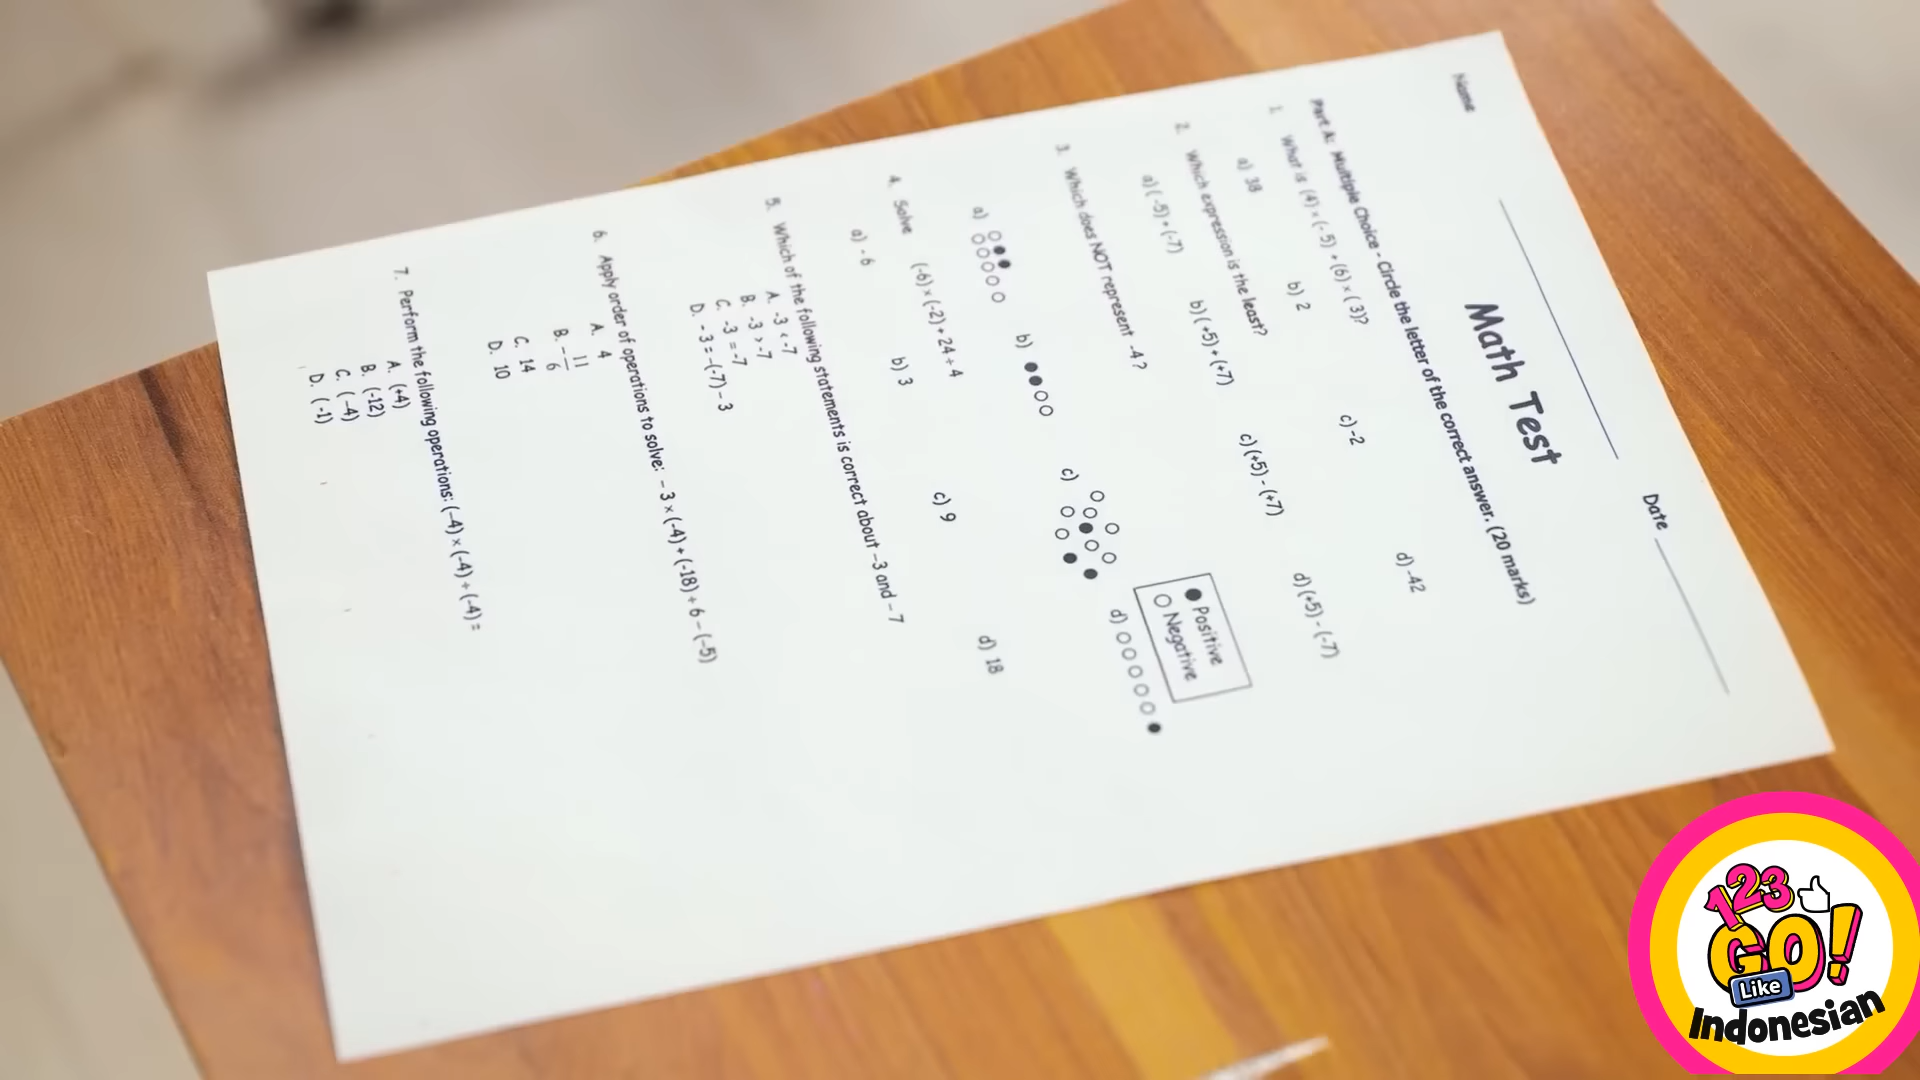 Name
Date
Math Test
Part A: Multiple Choice - Circle the letter of the correct answer. (20 marks)
1. What is (4) × (-5) + (6) × (3)?
a) 38 b) 2 c) -2 d) -42
2. Which expression is the least?
a) (-5) + (-7) b) (+5) + (+7) c) (+5) - (+7) d) (+5) - (-7)
3. Which does NOT represent -4?
Positive
Negative
a) b) c) d)
4. Solve (-6) × (-2) + 24 ÷ 4
a) -6 b) 3 c) 9 d) 18
5. Which of the following statements is correct about -3 and -7
A. -3 < -7
B. -3 > -7
C. -3 = -7
D. -3 = -(-7) - 3
6. Apply order of operations to solve: -3 × (-4) + (-18) ÷ 6 - (-5)
A. 4
B. -11/6
C. 14
D. 10
7. Perform the following operations: (-4) × (-4) ÷ (-4) =
A. (+4)
B. (-12)
C. (-4)
D. (-1)
123
GO!
Like
Indonesian